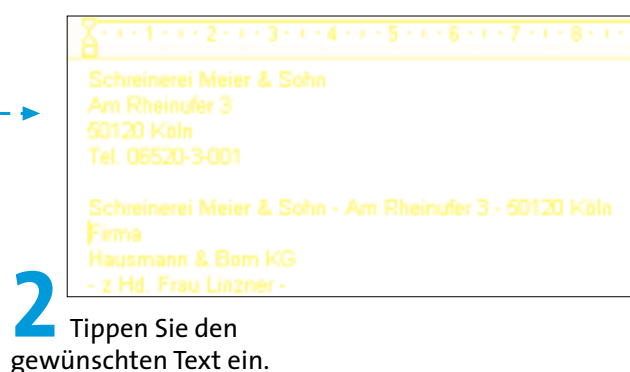 1 2 3 4 5 6 7 8
Schreinerei Meier & Sohn
Am Rheinufer 3
50120 Köln
Tel. 06520-3-001
Schreinerei Meier & Sohn - Am Rheinufer 3 - 50120 Köln
Firma
Hausmann & Born KG
- z Hd. Frau Linzner -
2 Tippen Sie den
gewünschten Text ein.